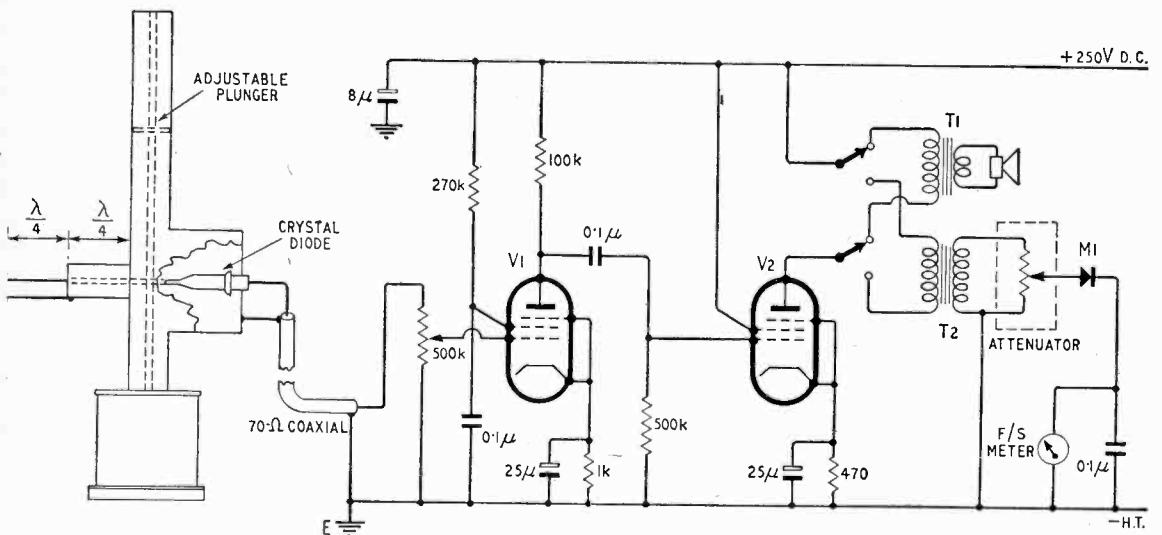 +250V D.C.
ADJUSTABLE
PLUNGER
8μ
T1
100k
270k
λ/4
λ/4
CRYSTAL
DIODE
0·1μ
V1
V2
M1
T2
ATTENUATOR
500k
70-Ω COAXIAL
0·1μ
500k
F/S
METER
25μ
1k
25μ
470
0·1μ
E
—H.T.